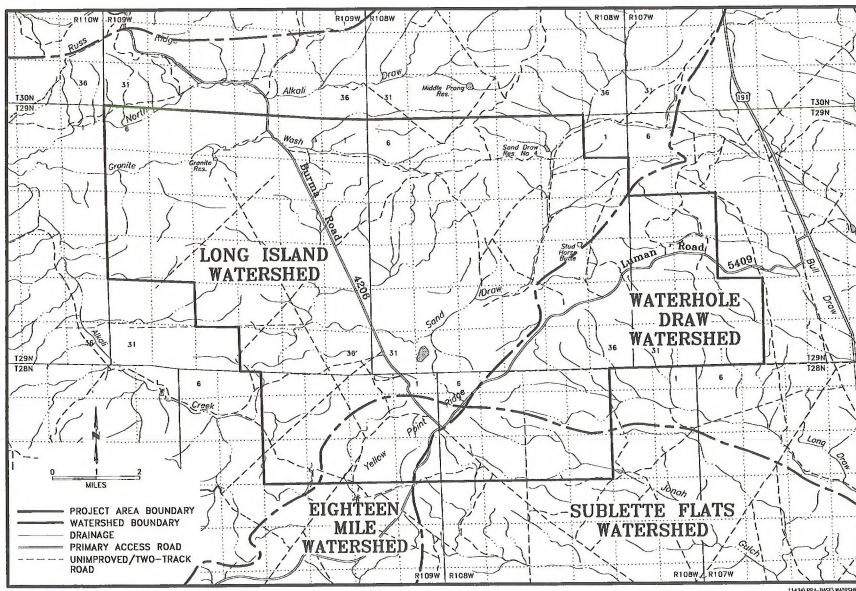 R110W R109W
R109W R108W
R108W R107W
Russ
Ridge
191
Alkali
Draw
Middle Prong
Res.
36
31
36
31
36
31
T30N
T29N
T30N
T29N
North
6
Wash
6
1
6
Sand Draw
Res. No. 4
Granite
Granite
Res.
Burma
Road
4206
LONG ISLAND
WATERSHED
Stud
Horse
Butte
Luman Road
5409
Bull
Draw
Sand
Draw
WATERHOLE
DRAW
WATERSHED
Alkali
36
31
36
31
36
31
T29N
T28N
T29N
T28N
6
1
6
1
6
Creek
Yellow
Point
Ridge
N
0 2
MILES
Long
Draw
EIGHTEEN
MILE
WATERSHED
Jonah
Gulch
SUBLETTE FLATS
WATERSHED
PROJECT AREA BOUNDARY
WATERSHED BOUNDARY
DRAINAGE
PRIMARY ACCESS ROAD
UNIMPROVED/TWO-TRACK
ROAD
R109W R108W
R108W R107W